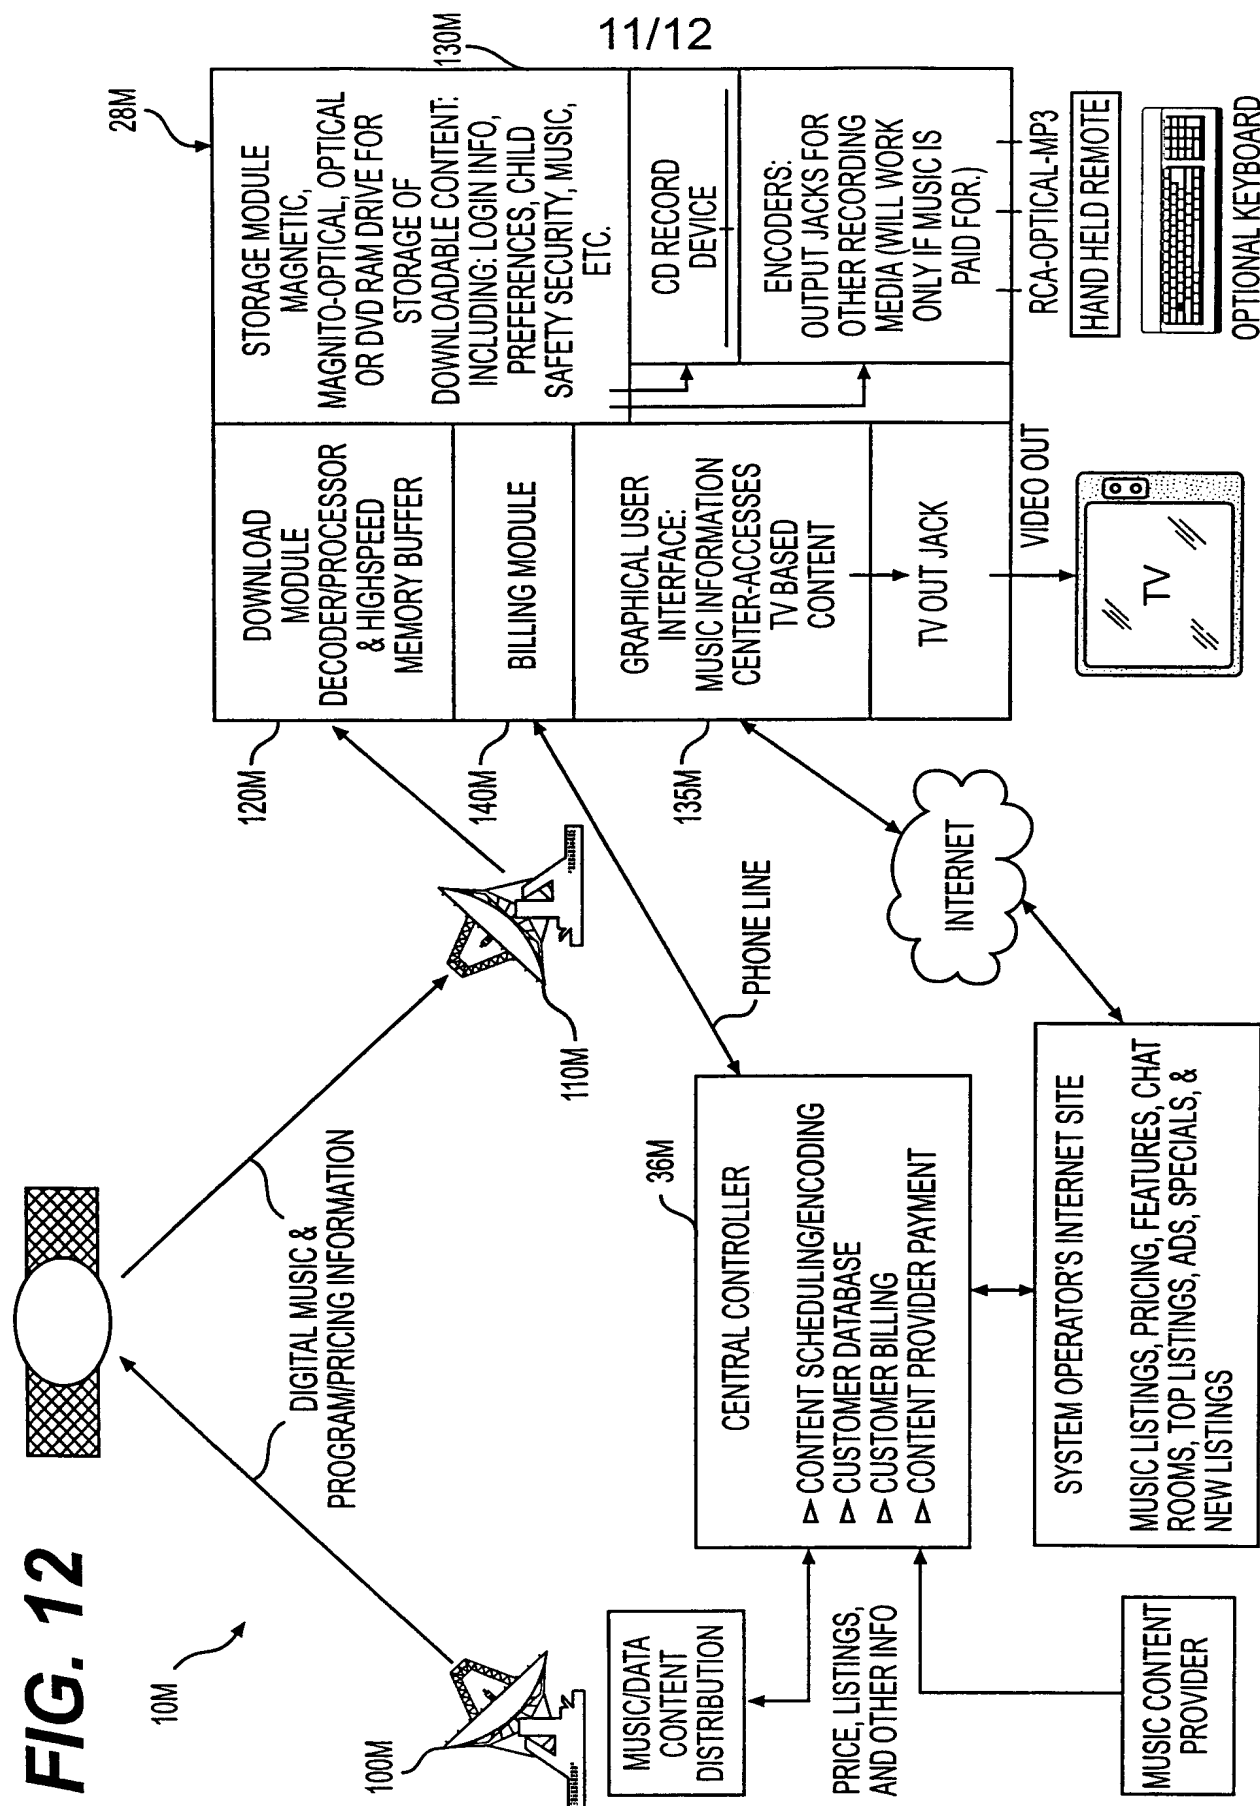 11/12
FIG. 12
10M
100M
DIGITAL MUSIC &
PROGRAM/PRICING INFORMATION
110M
MUSIC/DATA
CONTENT
DISTRIBUTION
PRICE, LISTINGS,
AND OTHER INFO
MUSIC CONTENT
PROVIDER
36M
CENTRAL CONTROLLER
CONTENT SCHEDULING/ENCODING
CUSTOMER DATABASE
CUSTOMER BILLING
CONTENT PROVIDER PAYMENT
PHONE LINE
SYSTEM OPERATOR'S INTERNET SITE
MUSIC LISTINGS, PRICING, FEATURES, CHAT
ROOMS, TOP LISTINGS, ADS, SPECIALS, &
NEW LISTINGS
INTERNET
28M
120M
DOWNLOAD
MODULE
DECODER/PROCESSOR
& HIGHSPEED
MEMORY BUFFER
140M
BILLING MODULE
135M
GRAPHICAL USER
INTERFACE:
MUSIC INFORMATION
CENTER-ACCESSES
TV BASED
CONTENT
TV OUT JACK
VIDEO OUT
TV
130M
STORAGE MODULE
MAGNETIC,
MAGNITO-OPTICAL, OPTICAL
OR DVD RAM DRIVE FOR
STORAGE OF
DOWNLOADABLE CONTENT:
INCLUDING: LOGIN INFO,
PREFERENCES, CHILD
SAFETY SECURITY, MUSIC,
ETC.
CD RECORD
DEVICE
ENCODERS:
OUTPUT JACKS FOR
OTHER RECORDING
MEDIA (WILL WORK
ONLY IF MUSIC IS
PAID FOR.)
RCA-OPTICAL-MP3
HAND HELD REMOTE
OPTIONAL KEYBOARD